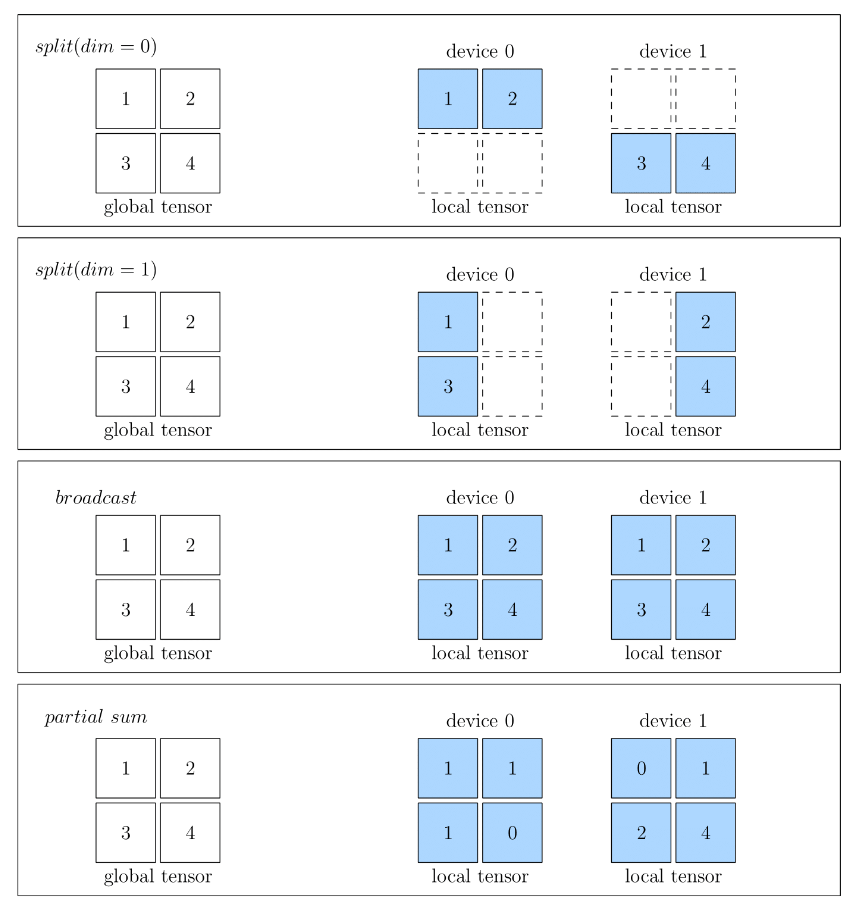 split(dim = 0)
device 0 device 1
1 2 1 2
3 4 3 4
global tensor local tensor local tensor
split(dim = 1)
device 0 device 1
1 2 1 2
3 4 3 4
global tensor local tensor local tensor
broadcast
device 0 device 1
1 2 1 2 1 2
3 4 3 4 3 4
global tensor local tensor local tensor
partial sum
device 0 device 1
1 2 1 1 0 1
3 4 1 0 2 4
global tensor local tensor local tensor